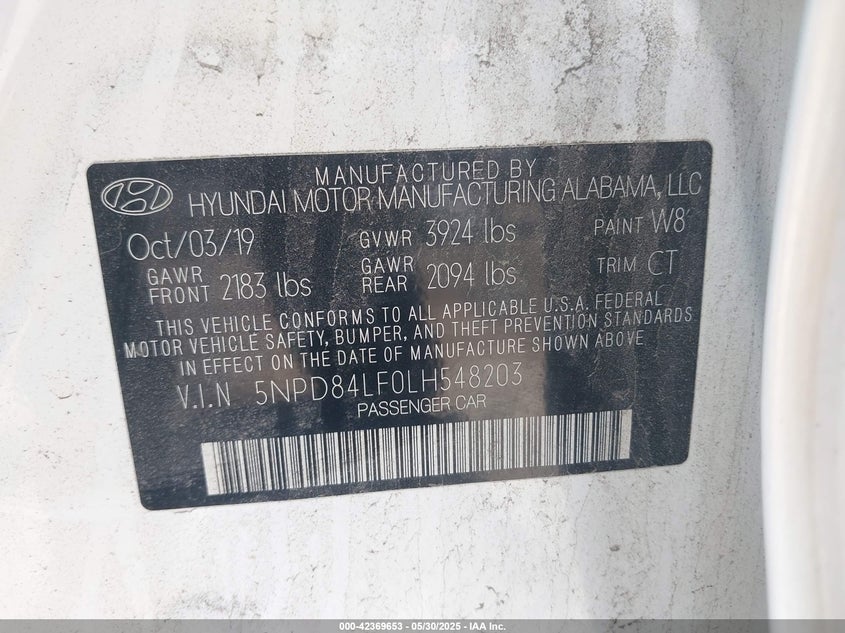 MANUFACTURED BY
HYUNDAI MOTOR MANUFACTURING ALABAMA, LLC
Oct/03/19 GVWR 3924 lbs PAINT W8
GAWR FRONT 2183 lbs GAWR REAR 2094 lbs TRIM CT
THIS VEHICLE CONFORMS TO ALL APPLICABLE U.S.A. FEDERAL
MOTOR VEHICLE SAFETY, BUMPER, AND THEFT PREVENTION STANDARDS
IN EFFECT ON THE DATE OF MANUFACTURE SHOWN ABOVE
V.I.N 5NPD84LF0LH548203
PASSENGER CAR
000-42369653 - 05/30/2025 - IAA Inc.